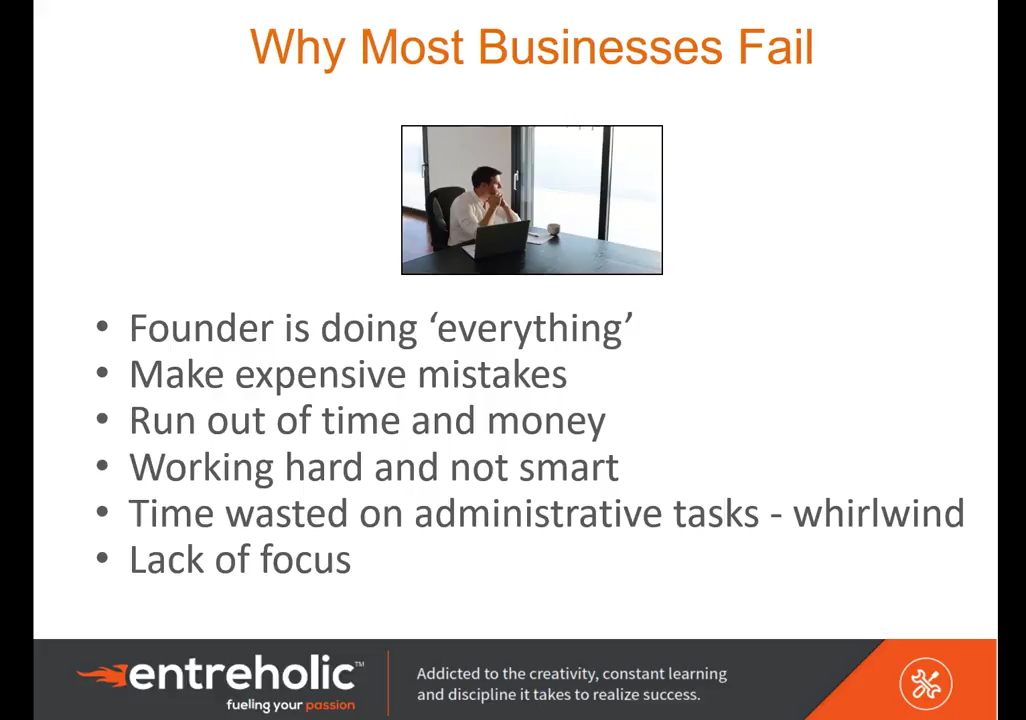 Why Most Businesses Fail
• Founder is doing ‘everything’
• Make expensive mistakes
• Run out of time and money
• Working hard and not smart
• Time wasted on administrative tasks - whirlwind
• Lack of focus
entreholic™
fueling your passion
Addicted to the creativity, constant learning
and discipline it takes to realize success.